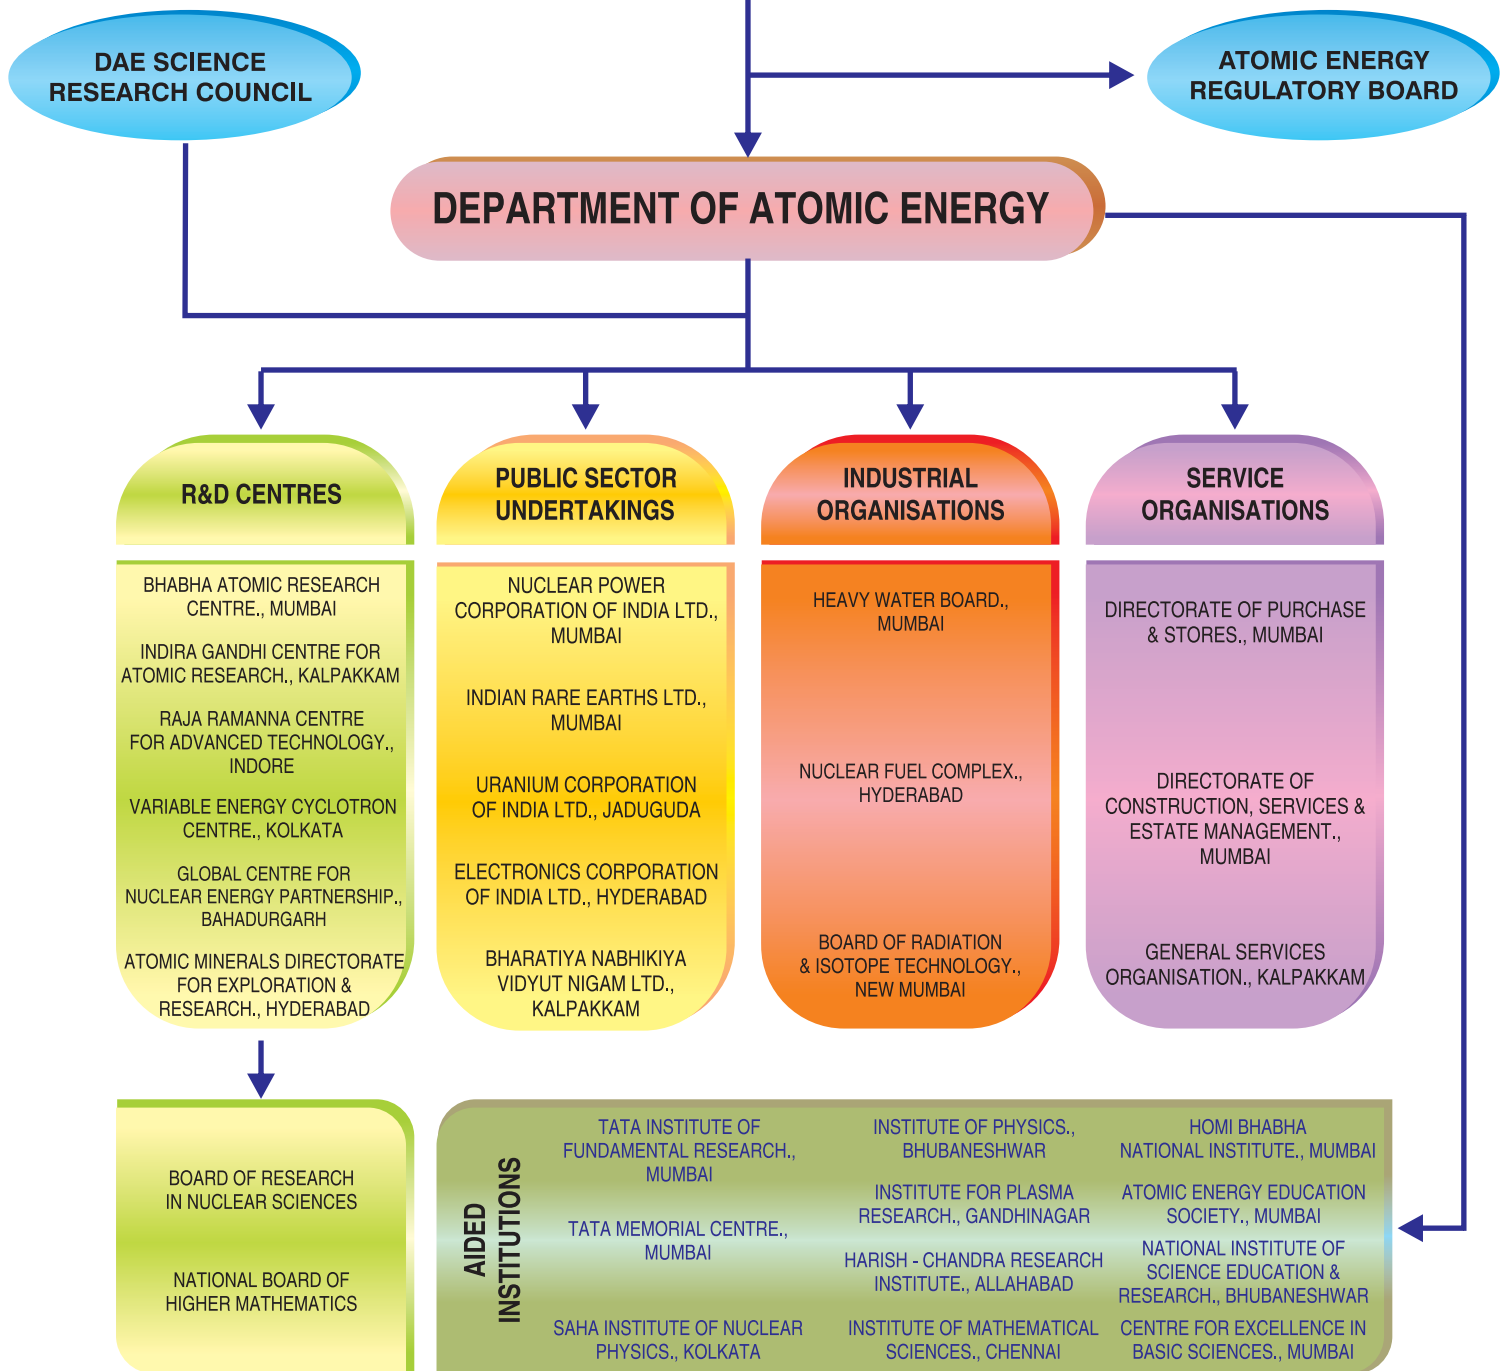 DAE SCIENCE
RESEARCH COUNCIL
ATOMIC ENERGY
REGULATORY BOARD
DEPARTMENT OF ATOMIC ENERGY
R&D CENTRES
BHABHA ATOMIC RESEARCH
CENTRE., MUMBAI
INDIRA GANDHI CENTRE FOR
ATOMIC RESEARCH., KALPAKKAM
RAJA RAMANNA CENTRE
FOR ADVANCED TECHNOLOGY.,
INDORE
VARIABLE ENERGY CYCLOTRON
CENTRE., KOLKATA
GLOBAL CENTRE FOR
NUCLEAR ENERGY PARTNERSHIP.,
BAHADURGARH
ATOMIC MINERALS DIRECTORATE
FOR EXPLORATION &
RESEARCH., HYDERABAD
PUBLIC SECTOR
UNDERTAKINGS
NUCLEAR POWER
CORPORATION OF INDIA LTD.,
MUMBAI
INDIAN RARE EARTHS LTD.,
MUMBAI
URANIUM CORPORATION
OF INDIA LTD., JADUGUDA
ELECTRONICS CORPORATION
OF INDIA LTD., HYDERABAD
BHARATIYA NABHIKIYA
VIDYUT NIGAM LTD.,
KALPAKKAM
INDUSTRIAL
ORGANISATIONS
HEAVY WATER BOARD.,
MUMBAI
NUCLEAR FUEL COMPLEX.,
HYDERABAD
BOARD OF RADIATION
& ISOTOPE TECHNOLOGY.,
NEW MUMBAI
SERVICE
ORGANISATIONS
DIRECTORATE OF PURCHASE
& STORES., MUMBAI
DIRECTORATE OF
CONSTRUCTION, SERVICES &
ESTATE MANAGEMENT.,
MUMBAI
GENERAL SERVICES
ORGANISATION., KALPAKKAM
BOARD OF RESEARCH
IN NUCLEAR SCIENCES
NATIONAL BOARD OF
HIGHER MATHEMATICS
AIDED
INSTITUTIONS
TATA INSTITUTE OF
FUNDAMENTAL RESEARCH.,
MUMBAI
TATA MEMORIAL CENTRE.,
MUMBAI
SAHA INSTITUTE OF NUCLEAR
PHYSICS., KOLKATA
INSTITUTE OF PHYSICS.,
BHUBANESHWAR
INSTITUTE FOR PLASMA
RESEARCH., GANDHINAGAR
HARISH - CHANDRA RESEARCH
INSTITUTE., ALLAHABAD
INSTITUTE OF MATHEMATICAL
SCIENCES., CHENNAI
HOMI BHABHA
NATIONAL INSTITUTE., MUMBAI
ATOMIC ENERGY EDUCATION
SOCIETY., MUMBAI
NATIONAL INSTITUTE OF
SCIENCE EDUCATION &
RESEARCH., BHUBANESHWAR
CENTRE FOR EXCELLENCE IN
BASIC SCIENCES., MUMBAI